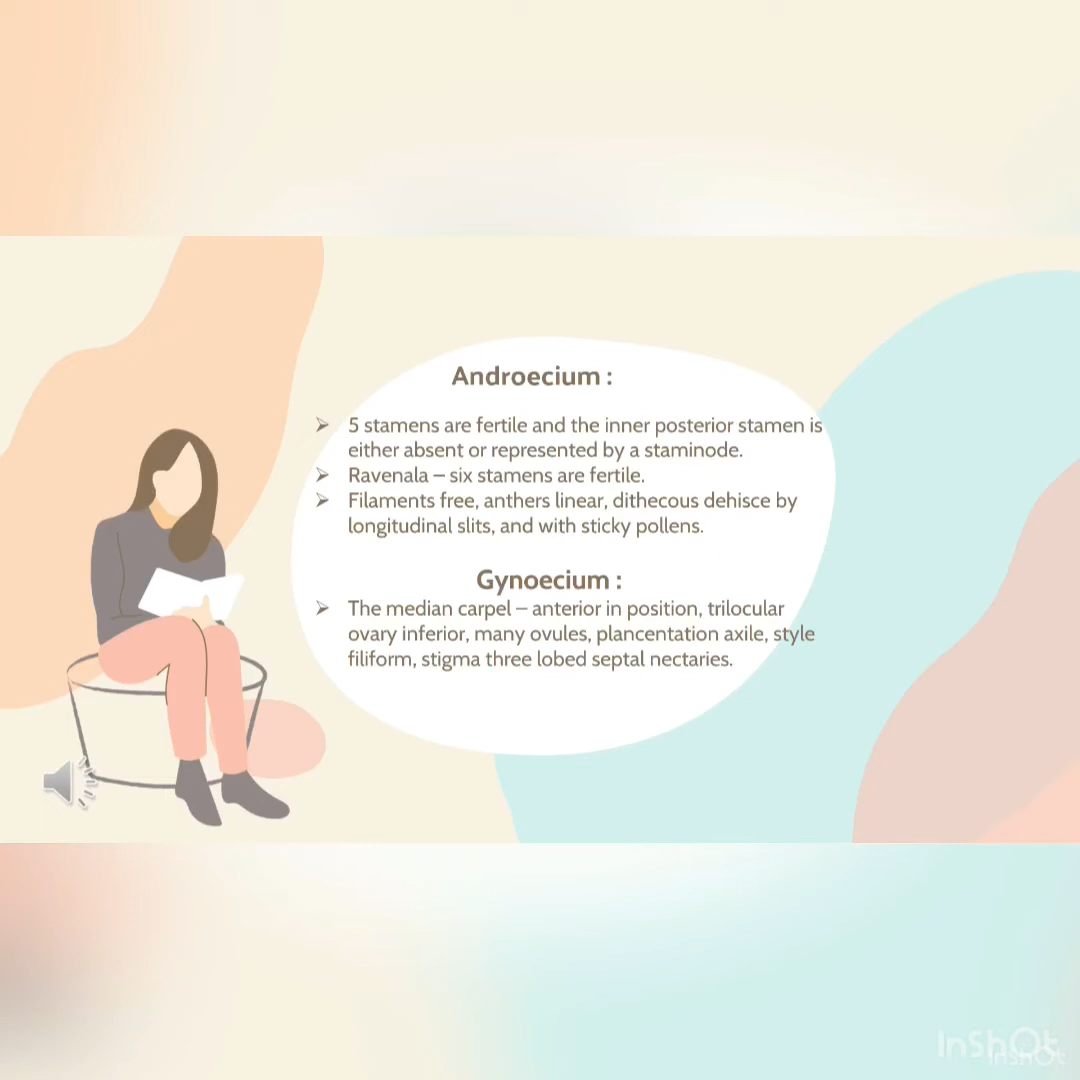 Androecium :
➢ 5 stamens are fertile and the inner posterior stamen is
either absent or represented by a staminode.
➢ Ravenala – six stamens are fertile.
➢ Filaments free, anthers linear, dithecous dehisce by
longitudinal slits, and with sticky pollens.
Gynoecium :
➢ The median carpel – anterior in position, trilocular
ovary inferior, many ovules, plancentation axile, style
filiform, stigma three lobed septal nectaries.
InShOt
InShOt